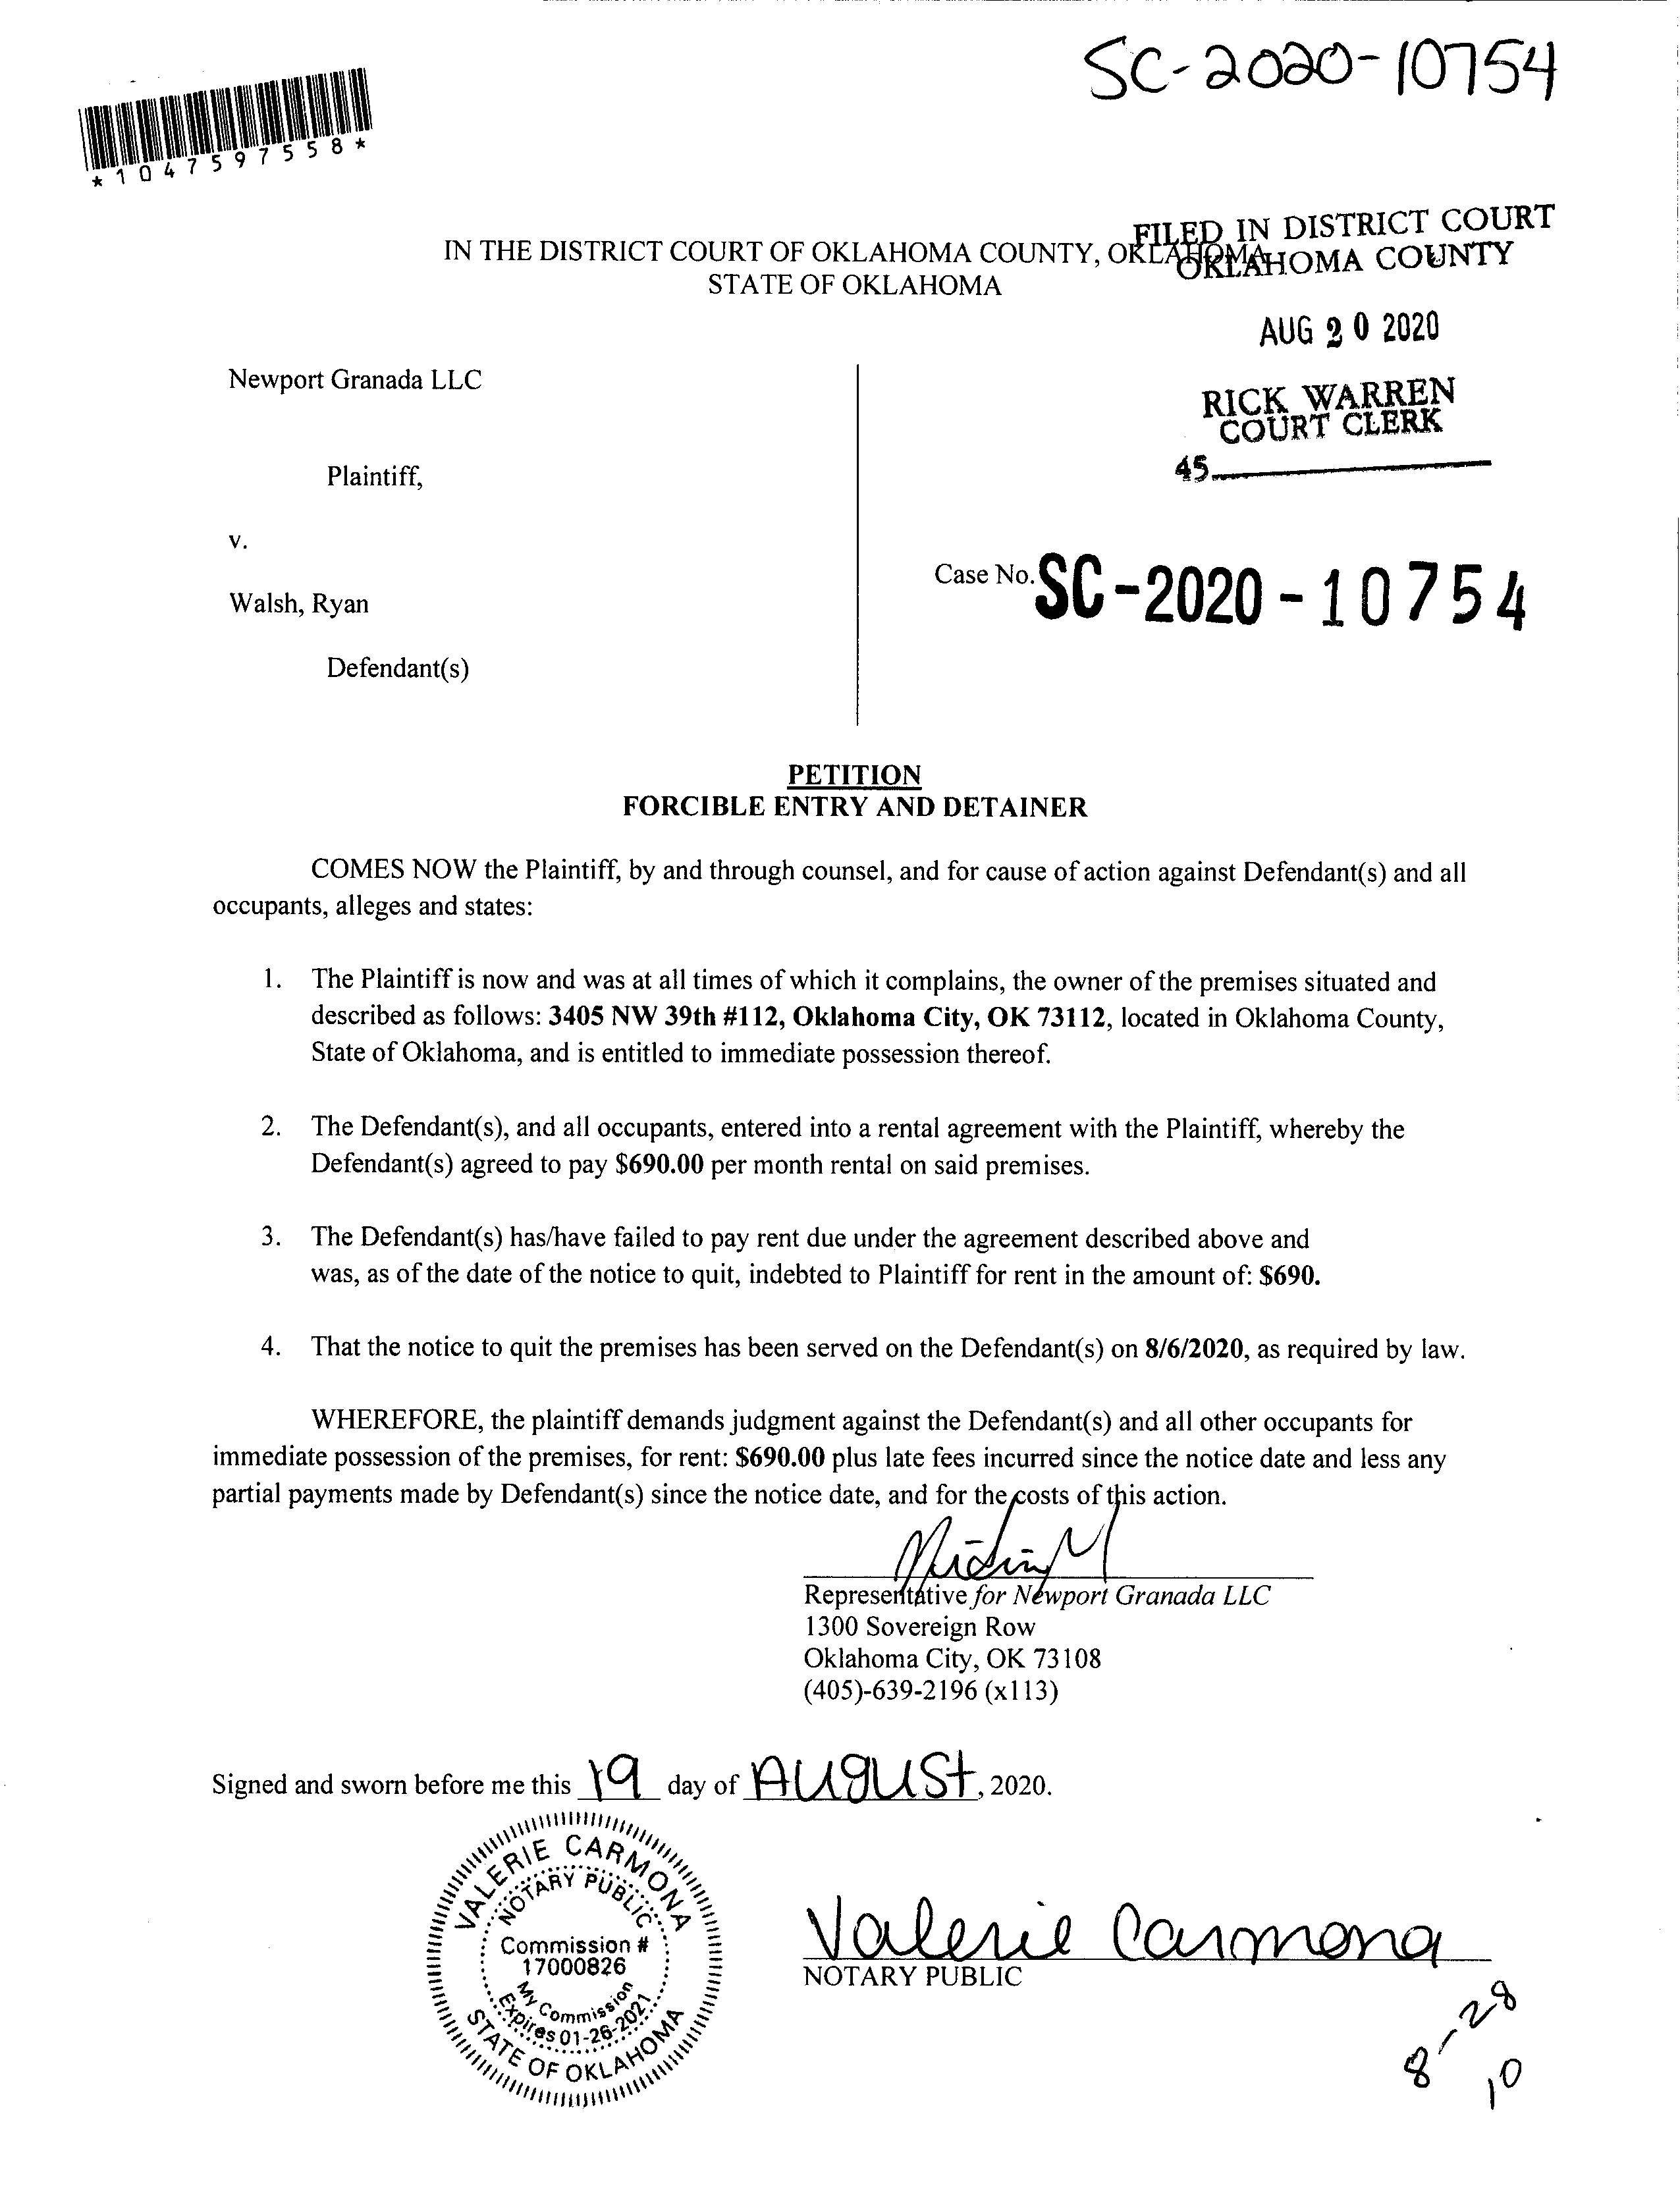 SC-2020-10754
*1047597558*
FILED IN DISTRICT COURT
OKLAHOMA COUNTY
IN THE DISTRICT COURT OF OKLAHOMA COUNTY, OKLAHOMA
STATE OF OKLAHOMA
AUG 20 2020
RICK WARREN
COURT CLERK
45
Newport Granada LLC
Plaintiff,
v.
Case No. SC-2020-10754
Walsh, Ryan
Defendant(s)
PETITION
FORCIBLE ENTRY AND DETAINER
COMES NOW the Plaintiff, by and through counsel, and for cause of action against Defendant(s) and all
occupants, alleges and states:
1. The Plaintiff is now and was at all times of which it complains, the owner of the premises situated and
described as follows: 3405 NW 39th #112, Oklahoma City, OK 73112, located in Oklahoma County,
State of Oklahoma, and is entitled to immediate possession thereof.
2. The Defendant(s), and all occupants, entered into a rental agreement with the Plaintiff, whereby the
Defendant(s) agreed to pay $690.00 per month rental on said premises.
3. The Defendant(s) has/have failed to pay rent due under the agreement described above and
was, as of the date of the notice to quit, indebted to Plaintiff for rent in the amount of: $690.
4. That the notice to quit the premises has been served on the Defendant(s) on 8/6/2020, as required by law.
WHEREFORE, the plaintiff demands judgment against the Defendant(s) and all other occupants for
immediate possession of the premises, for rent: $690.00 plus late fees incurred since the notice date and less any
partial payments made by Defendant(s) since the notice date, and for the costs of this action.
Representative for Newport Granada LLC
1300 Sovereign Row
Oklahoma City, OK 73108
(405)-639-2196 (x113)
Signed and sworn before me this 19 day of AUGUST, 2020.
VALERIE CARMONA
NOTARY PUBLIC
Commission #
17000826
My Commission
Expires 01-26-2021
STATE OF OKLAHOMA
Valerie Carmona
NOTARY PUBLIC
8-28
10